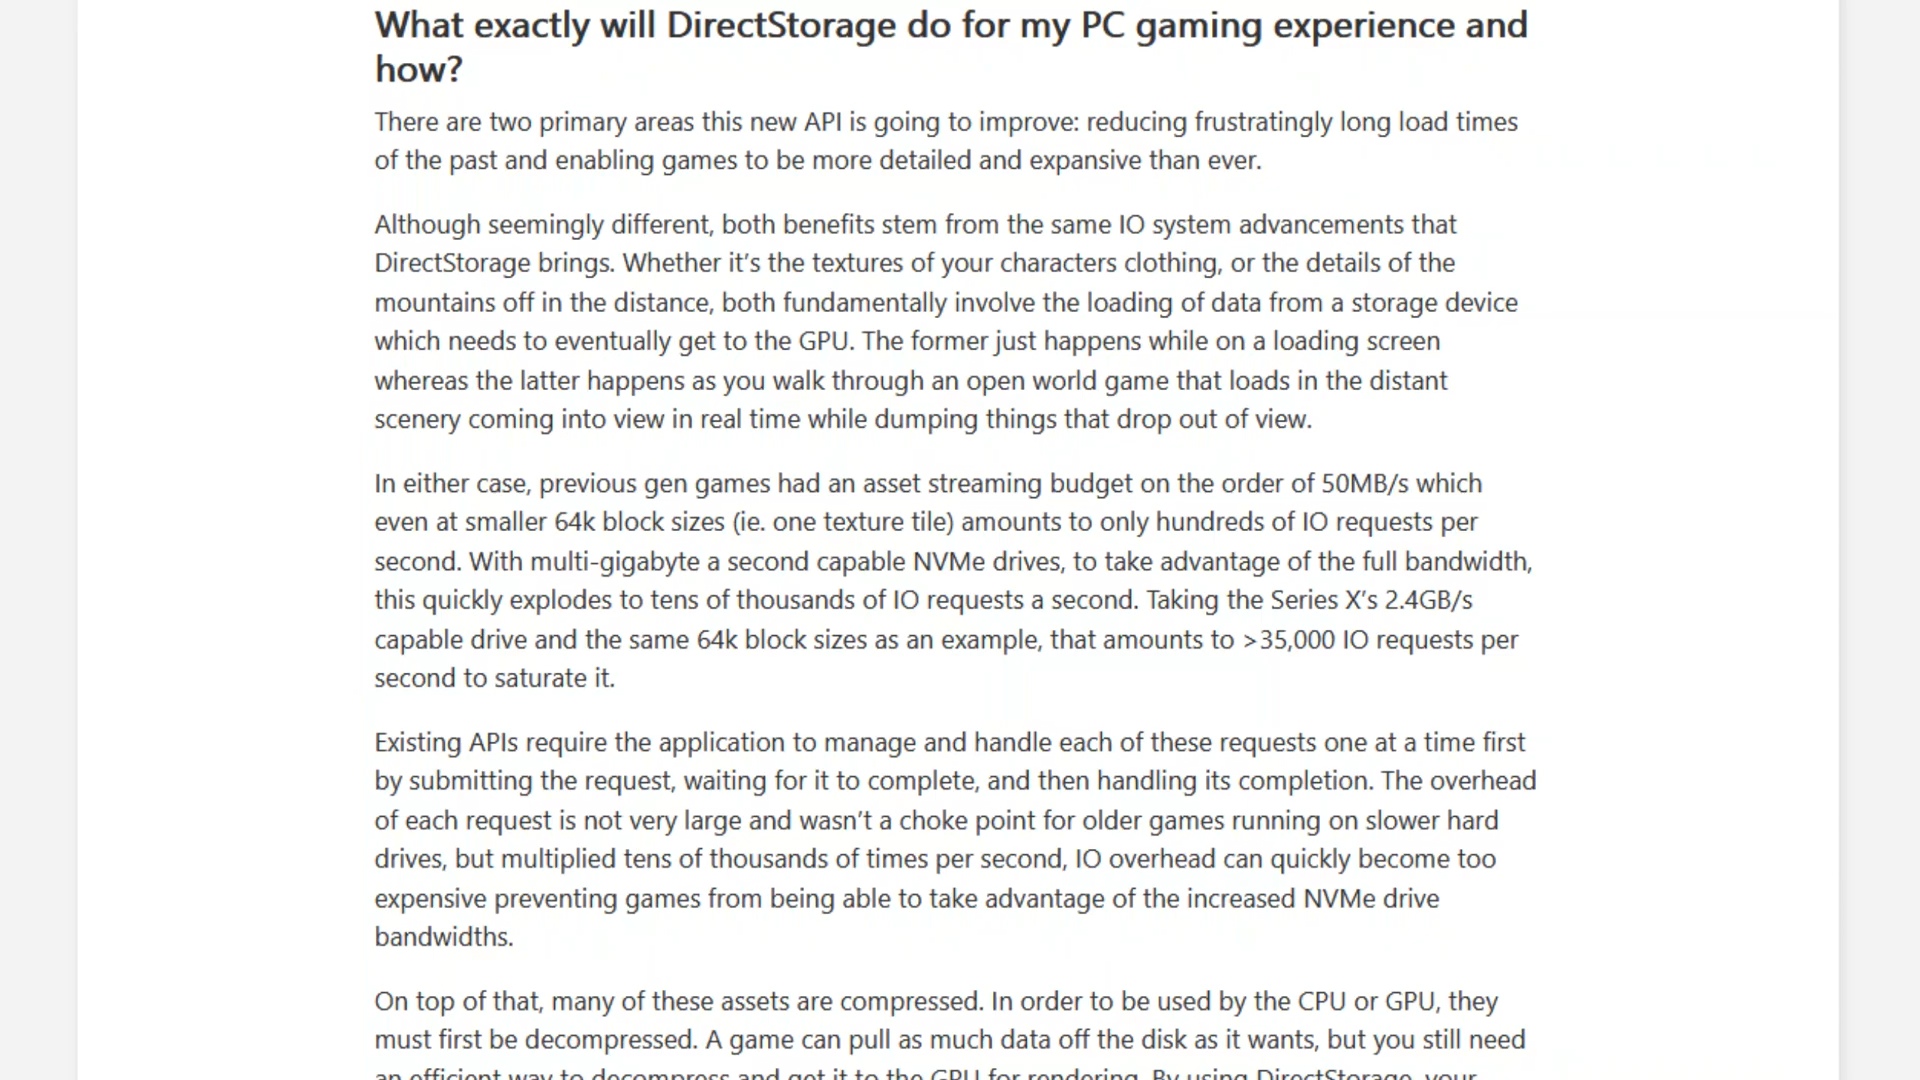 What exactly will DirectStorage do for my PC gaming experience and
how?
There are two primary areas this new API is going to improve: reducing frustratingly long load times
of the past and enabling games to be more detailed and expansive than ever.
Although seemingly different, both benefits stem from the same IO system advancements that
DirectStorage brings. Whether it’s the textures of your characters clothing, or the details of the
mountains off in the distance, both fundamentally involve the loading of data from a storage device
which needs to eventually get to the GPU. The former just happens while on a loading screen
whereas the latter happens as you walk through an open world game that loads in the distant
scenery coming into view in real time while dumping things that drop out of view.
In either case, previous gen games had an asset streaming budget on the order of 50MB/s which
even at smaller 64k block sizes (ie. one texture tile) amounts to only hundreds of IO requests per
second. With multi-gigabyte a second capable NVMe drives, to take advantage of the full bandwidth,
this quickly explodes to tens of thousands of IO requests a second. Taking the Series X’s 2.4GB/s
capable drive and the same 64k block sizes as an example, that amounts to >35,000 IO requests per
second to saturate it.
Existing APIs require the application to manage and handle each of these requests one at a time first
by submitting the request, waiting for it to complete, and then handling its completion. The overhead
of each request is not very large and wasn’t a choke point for older games running on slower hard
drives, but multiplied tens of thousands of times per second, IO overhead can quickly become too
expensive preventing games from being able to take advantage of the increased NVMe drive
bandwidths.
On top of that, many of these assets are compressed. In order to be used by the CPU or GPU, they
must first be decompressed. A game can pull as much data off the disk as it wants, but you still need
an efficient way to decompress and get it to the GPU for rendering. By using DirectStorage, your